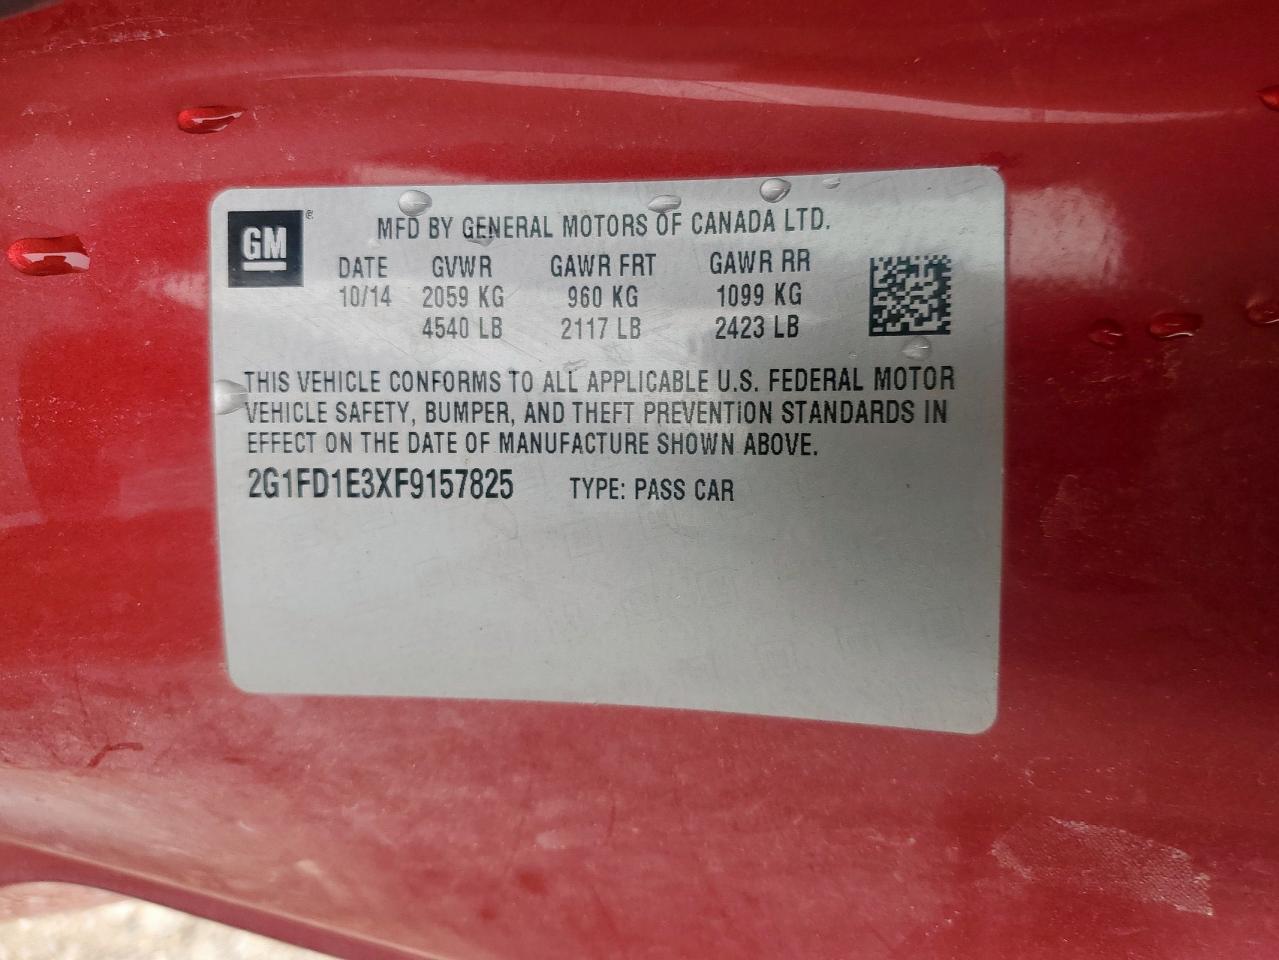 GM®
MFD BY GENERAL MOTORS OF CANADA LTD.
DATE GVWR GAWR FRT GAWR RR
10/14 2059 KG 960 KG 1099 KG
4540 LB 2117 LB 2423 LB
THIS VEHICLE CONFORMS TO ALL APPLICABLE U.S. FEDERAL MOTOR
VEHICLE SAFETY, BUMPER, AND THEFT PREVENTION STANDARDS IN
EFFECT ON THE DATE OF MANUFACTURE SHOWN ABOVE.
2G1FD1E3XF9157825 TYPE: PASS CAR